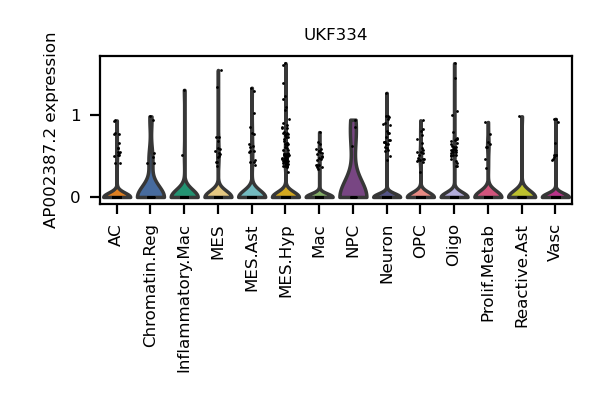 UKF334
AP002387.2 expression
1
0
AC
Chromatin.Reg
Inflammatory.Mac
MES
MES.Ast
MES.Hyp
Mac
NPC
Neuron
OPC
Oligo
Prolif.Metab
Reactive.Ast
Vasc